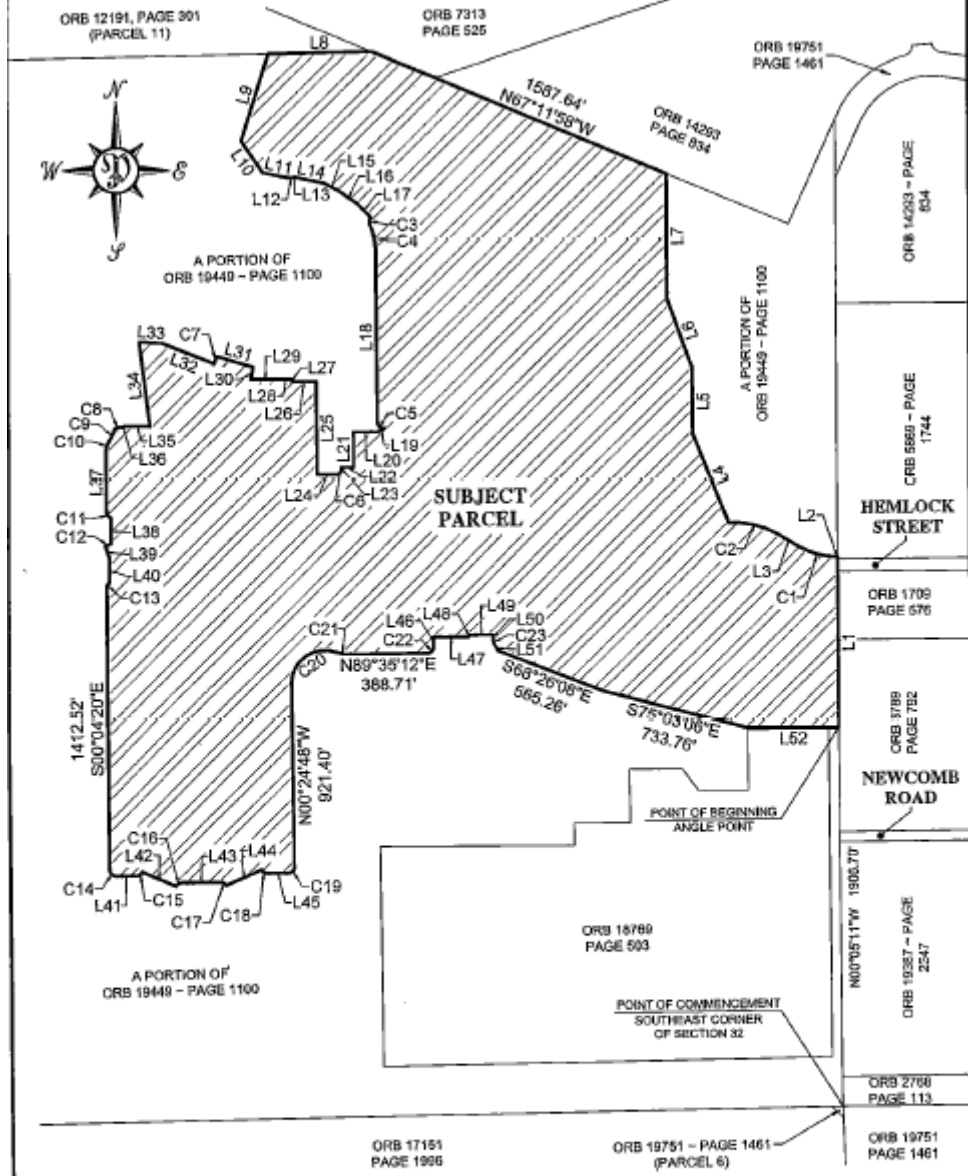 ORB 12191, PAGE 301
(PARCEL 11)
ORB 7313
PAGE 525
L8
ORB 19751
PAGE 1461
1587.64'
N67°11'58"W
ORB 14293
PAGE 834
N
W
E
S
L9
L10
L11
L14
L15
L16
L17
L12
L13
C3
C4
L7
ORB 14293 – PAGE
834
A PORTION OF
ORB 19449 – PAGE 1100
L18
L6
L5
L4
A PORTION OF
ORB 19449 – PAGE 1100
ORB 5869 – PAGE
1744
L33
C7
L32
L31
L29
L27
L30
L28
L26
L34
L25
C8
C9
C10
L35
L36
L37
L21
C5
L19
L20
L22
L23
L24
C6
SUBJECT
PARCEL
L2
HEMLOCK
STREET
C2
L3
C1
C11
C12
L38
L39
L40
C13
ORB 1709
PAGE 576
L1
L46
L48
L49
L50
C21
C22
L47
C23
L51
C20
N89°35'12"E
388.71'
S68°26'08"E
565.26'
S75°03'06"E
733.76'
L52
1412.52'
S00°04'20"E
N00°24'48"W
921.40'
ORB 3789
PAGE 792
NEWCOMB
ROAD
POINT OF BEGINNING
ANGLE POINT
C16
L42
L43
L44
C14
L41
C15
C17
C18
L45
C19
N00°05'11"W 1906.70'
ORB 18769
PAGE 503
ORB 19387 – PAGE
2347
A PORTION OF
ORB 19449 – PAGE 1100
POINT OF COMMENCEMENT
SOUTHEAST CORNER
OF SECTION 32
ORB 2768
PAGE 113
ORB 17151
PAGE 1996
ORB 19751 – PAGE 1461
(PARCEL 6)
ORB 19751
PAGE 1461